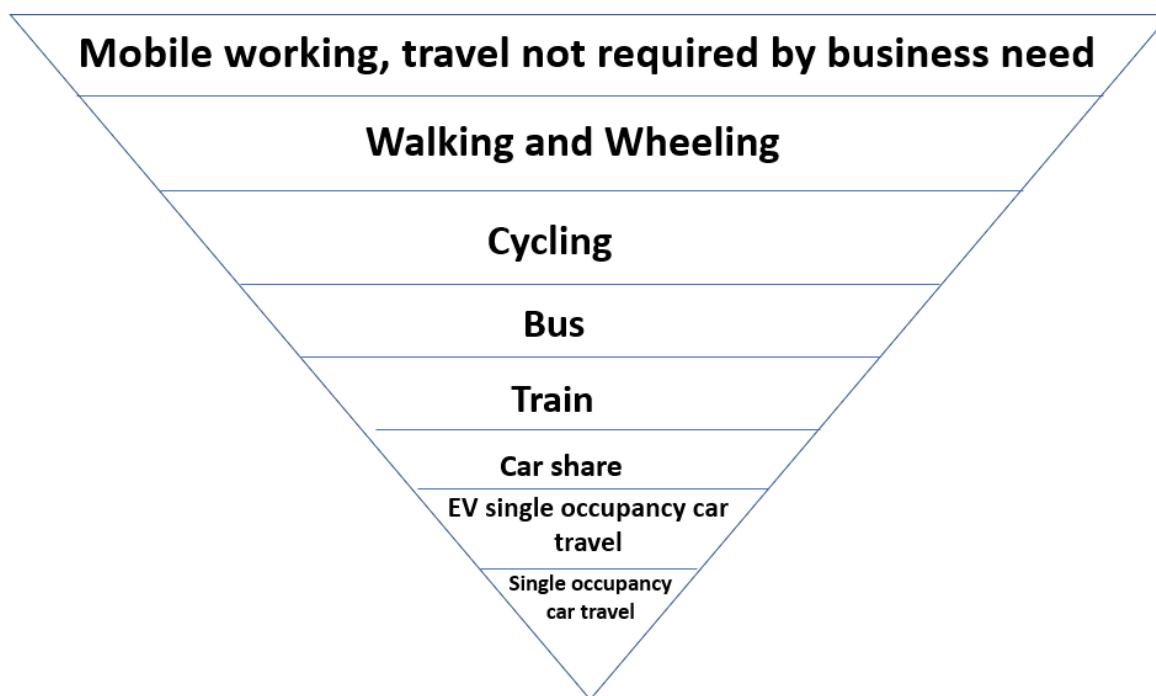 Mobile working, travel not required by business need
Walking and Wheeling
Cycling
Bus
Train
Car share
EV single occupancy car
travel
Single occupancy
car travel